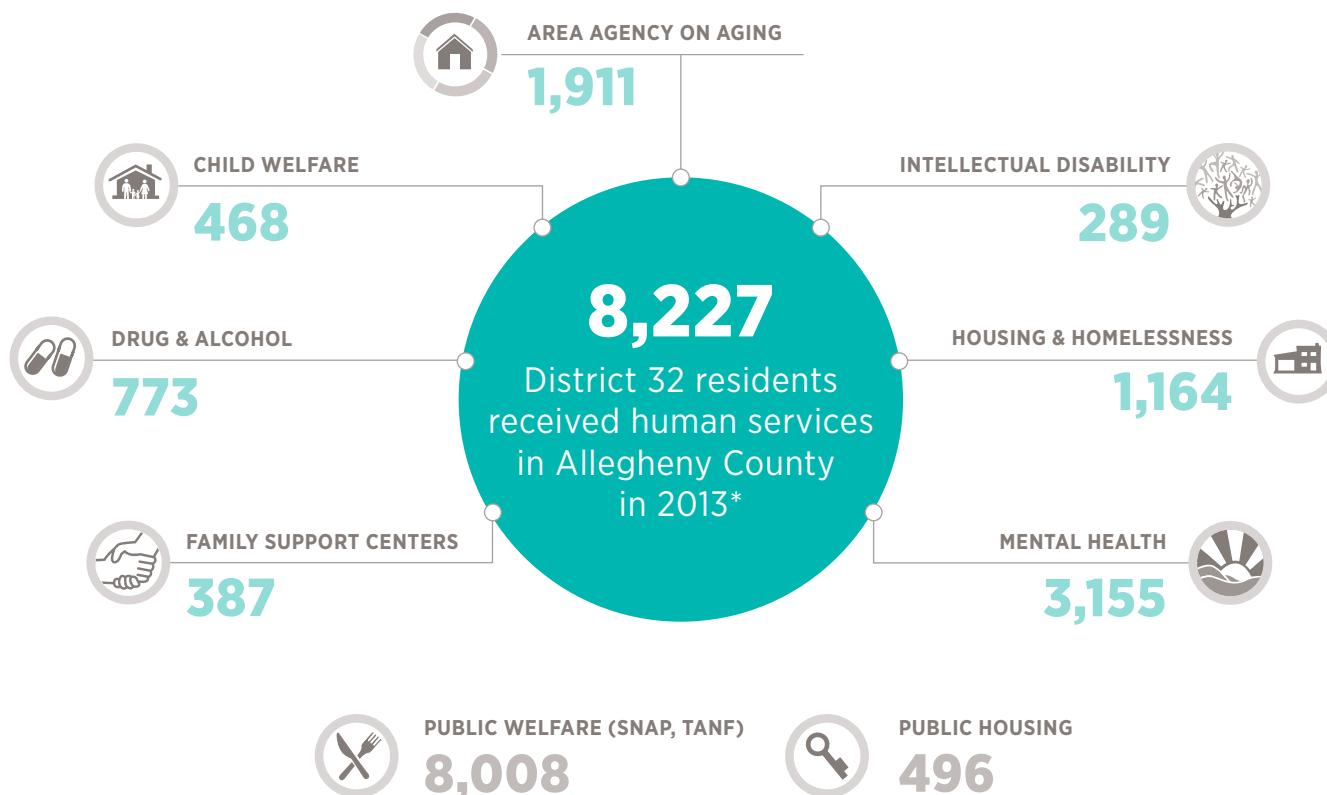 AREA AGENCY ON AGING
1,911
CHILD WELFARE
468
INTELLECTUAL DISABILITY
289
8,227
District 32 residents
received human services
in Allegheny County
in 2013*
DRUG & ALCOHOL
773
HOUSING & HOMELESSNESS
1,164
FAMILY SUPPORT CENTERS
387
MENTAL HEALTH
3,155
PUBLIC WELFARE (SNAP, TANF)
8,008
PUBLIC HOUSING
496